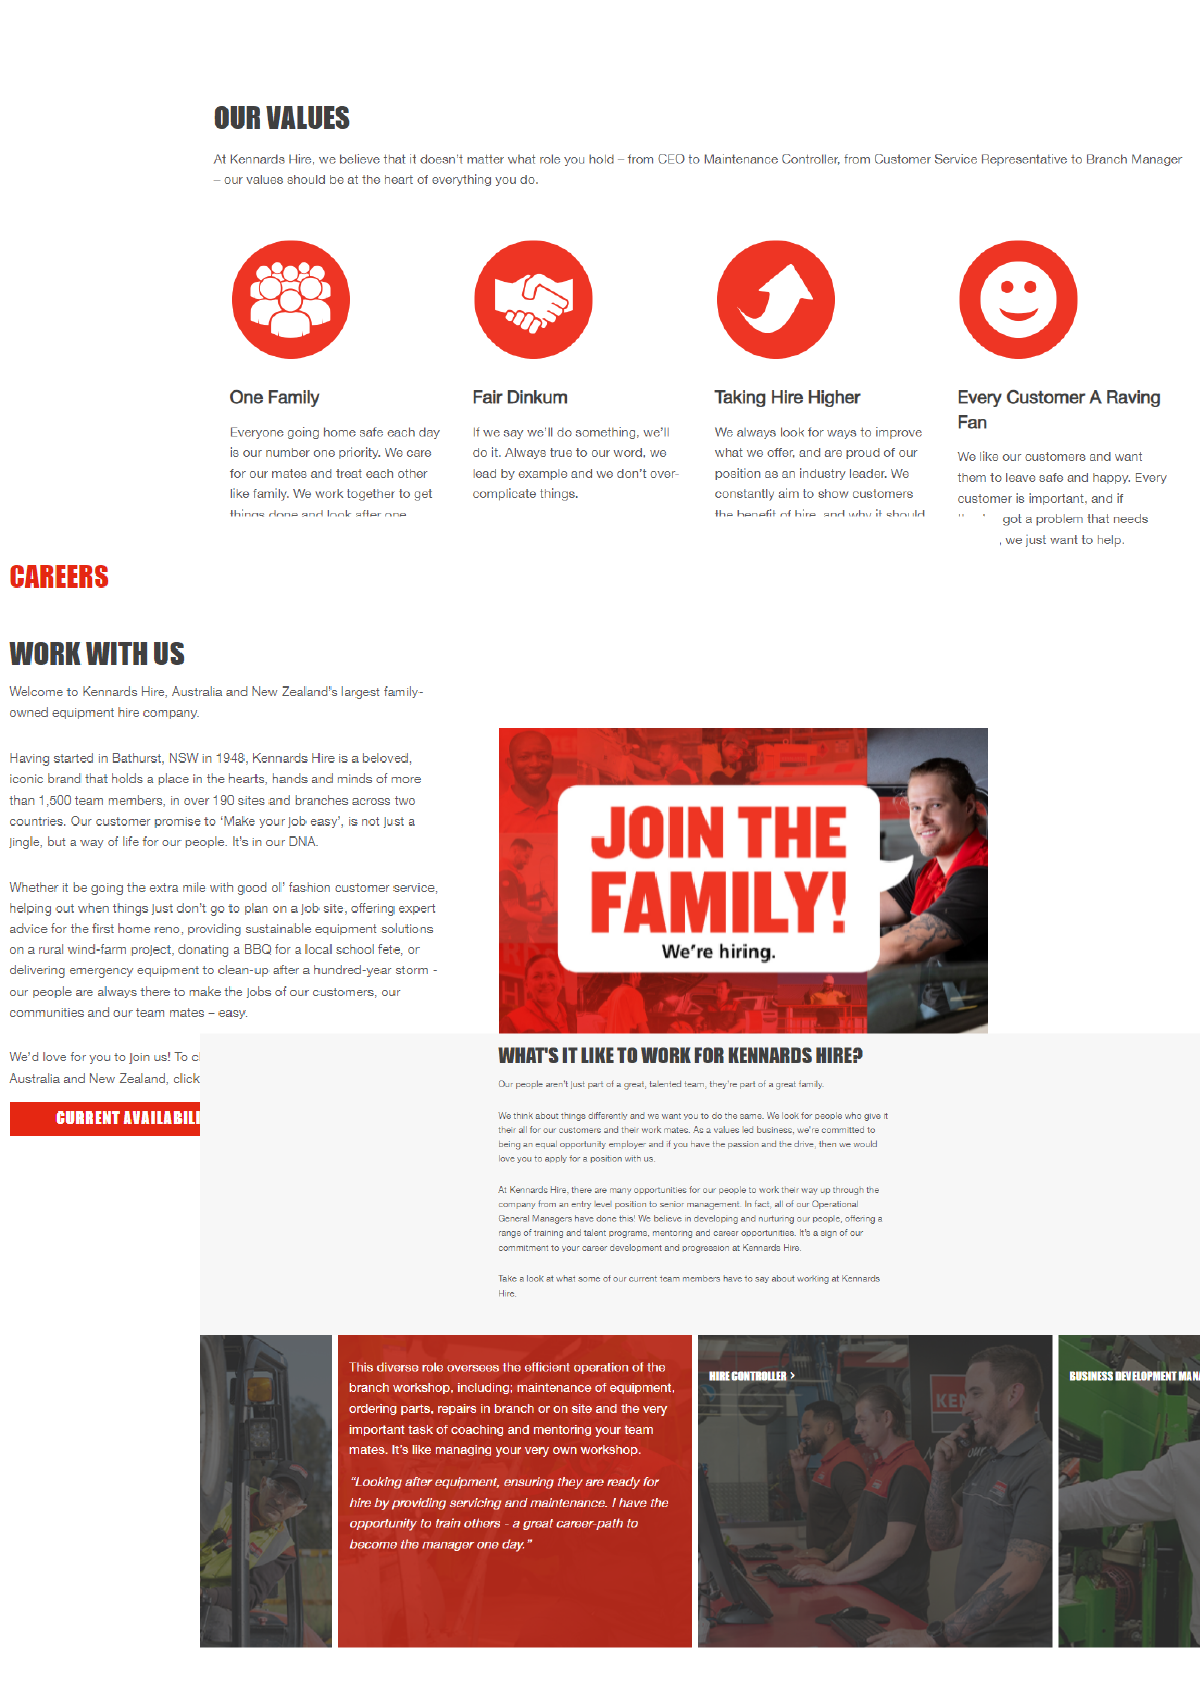 OUR VALUES
At Kennards Hire, we believe that it doesn't matter what role you hold – from CEO to Maintenance Controller, from Customer Service Representative to Branch Manager
– our values should be at the heart of everything you do.
One Family
Everyone going home safe each day
is our number one priority. We care
for our mates and treat each other
like family. We work together to get
things done and look after one
Fair Dinkum
If we say we'll do something, we'll
do it. Always true to our word, we
lead by example and we don't over-
complicate things.
Taking Hire Higher
We always look for ways to improve
what we offer, and are proud of our
position as an industry leader. We
constantly aim to show customers
the benefit of hire, and why it should
Every Customer A Raving
Fan
We like our customers and want
them to leave safe and happy. Every
customer is important, and if
got a problem that needs
, we just want to help.
CAREERS
WORK WITH US
Welcome to Kennards Hire, Australia and New Zealand's largest family-
owned equipment hire company.
Having started in Bathurst, NSW in 1948, Kennards Hire is a beloved,
iconic brand that holds a place in the hearts, hands and minds of more
than 1,500 team members, in over 190 sites and branches across two
countries. Our customer promise to 'Make your job easy', is not just a
jingle, but a way of life for our people. It's in our DNA.
Whether it be going the extra mile with good ol' fashion customer service,
helping out when things just don't go to plan on a job site, offering expert
advice for the first home reno, providing sustainable equipment solutions
on a rural wind-farm project, donating a BBQ for a local school fete, or
delivering emergency equipment to clean-up after a hundred-year storm -
our people are always there to make the jobs of our customers, our
communities and our team mates – easy.
We'd love for you to join us! To
Australia and New Zealand, click
CURRENT AVAILABILI
JOIN THE
FAMILY!
We're hiring.
WHAT'S IT LIKE TO WORK FOR KENNARDS HIRE?
Our people aren't just part of a great, talented team, they're part of a great family.
We think about things differently and we want you to do the same. We look for people who give it
their all for our customers and their work mates. As a values led business, we're committed to
being an equal opportunity employer and if you have the passion and the drive, then we would
love you to apply for a position with us.
At Kennards Hire, there are many opportunities for our people to work their way up through the
company from an entry level position to senior management. In fact, all of our Operational
General Managers have done this! We believe in developing and nurturing our people, offering a
range of training and talent programs, mentoring and career opportunities. It's a sign of our
commitment to your career development and progression at Kennards Hire.
Take a look at what some of our current team members have to say about working at Kennards
Hire.
This diverse role oversees the efficient operation of the
branch workshop, including; maintenance of equipment,
ordering parts, repairs in branch or on site and the very
important task of coaching and mentoring your team
mates. It's like managing your very own workshop.
"Looking after equipment, ensuring they are ready for
hire by providing servicing and maintenance. I have the
opportunity to train others - a great career-path to
become the manager one day."
HIRE CONTROLLER >
KEN
BUSINESS DEVELOPMENT MAN